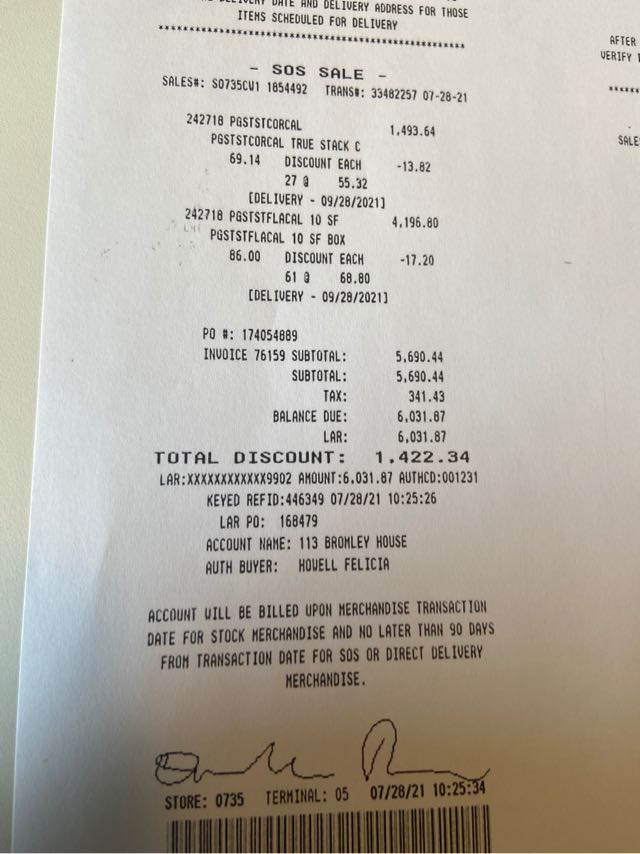 DELIVERY DATE AND DELIVERY ADDRESS FOR THOSE
ITEMS SCHEDULED FOR DELIVERY
- SOS SALE -
SALES#: S0735CW1 1854492 TRANS#: 33482257 07-28-21
242718 PGSTSTCORCAL 1,493.64
PGSTSTCORCAL TRUE STACK C
69.14 DISCOUNT EACH -13.82
27 @ 55.32
[DELIVERY - 09/28/2021]
242718 PGSTSTFLACAL 10 SF 4,196.80
PGSTSTFLACAL 10 SF BOX
86.00 DISCOUNT EACH -17.20
61 @ 68.80
[DELIVERY - 09/28/2021]
PO #: 174054889
INVOICE 76159 SUBTOTAL: 5,690.44
SUBTOTAL: 5,690.44
TAX: 341.43
BALANCE DUE: 6,031.87
LAR: 6,031.87
TOTAL DISCOUNT: 1,422.34
LAR:XXXXXXXXXXXX9902 AMOUNT:6,031.87 AUTHCD:001231
KEYED REFID:446349 07/28/21 10:25:26
LAR PO: 168479
ACCOUNT NAME: 113 BROMLEY HOUSE
AUTH BUYER: HOWELL FELICIA
ACCOUNT WILL BE BILLED UPON MERCHANDISE TRANSACTION
DATE FOR STOCK MERCHANDISE AND NO LATER THAN 90 DAYS
FROM TRANSACTION DATE FOR SOS OR DIRECT DELIVERY
MERCHANDISE.
STORE: 0735 TERMINAL: 05 07/28/21 10:25:34
AFTER
VERIFY
SALE